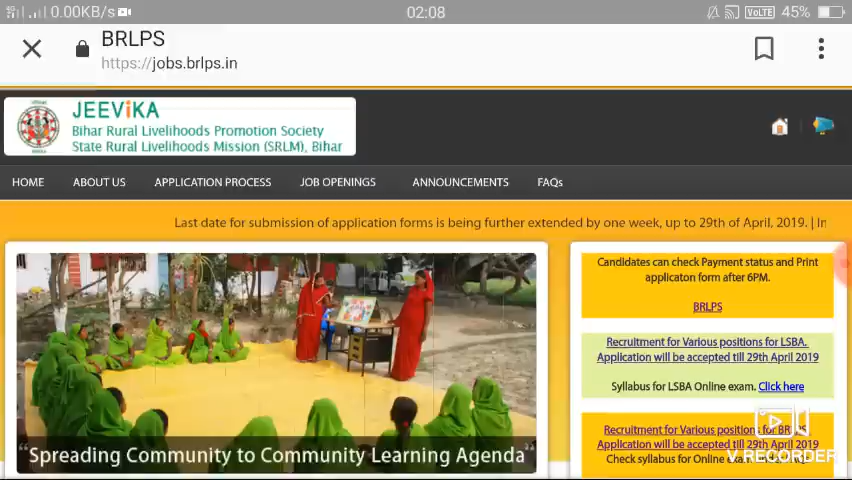 4G 0.00KB/s 02:08 VoLTE 45%
BRLPS
https://jobs.brlps.in
JEEViKA
Bihar Rural Livelihoods Promotion Society
State Rural Livelihoods Mission (SRLM), Bihar
HOME ABOUT US APPLICATION PROCESS JOB OPENINGS ANNOUNCEMENTS FAQs
Last date for submission of application forms is being further extended by one week, up to 29th of April, 2019. | In
Candidates can check Payment status and Print
applicaton form after 6PM.
BRLPS
Recruitment for Various positions for LSBA.
Application will be accepted till 29th April 2019
Syllabus for LSBA Online exam. Click here
Recruitment for Various positions for
Application will be accepted till 29th April 2019
Check syllabus for Online
V RECORDER
"Spreading Community to Community Learning Agenda"